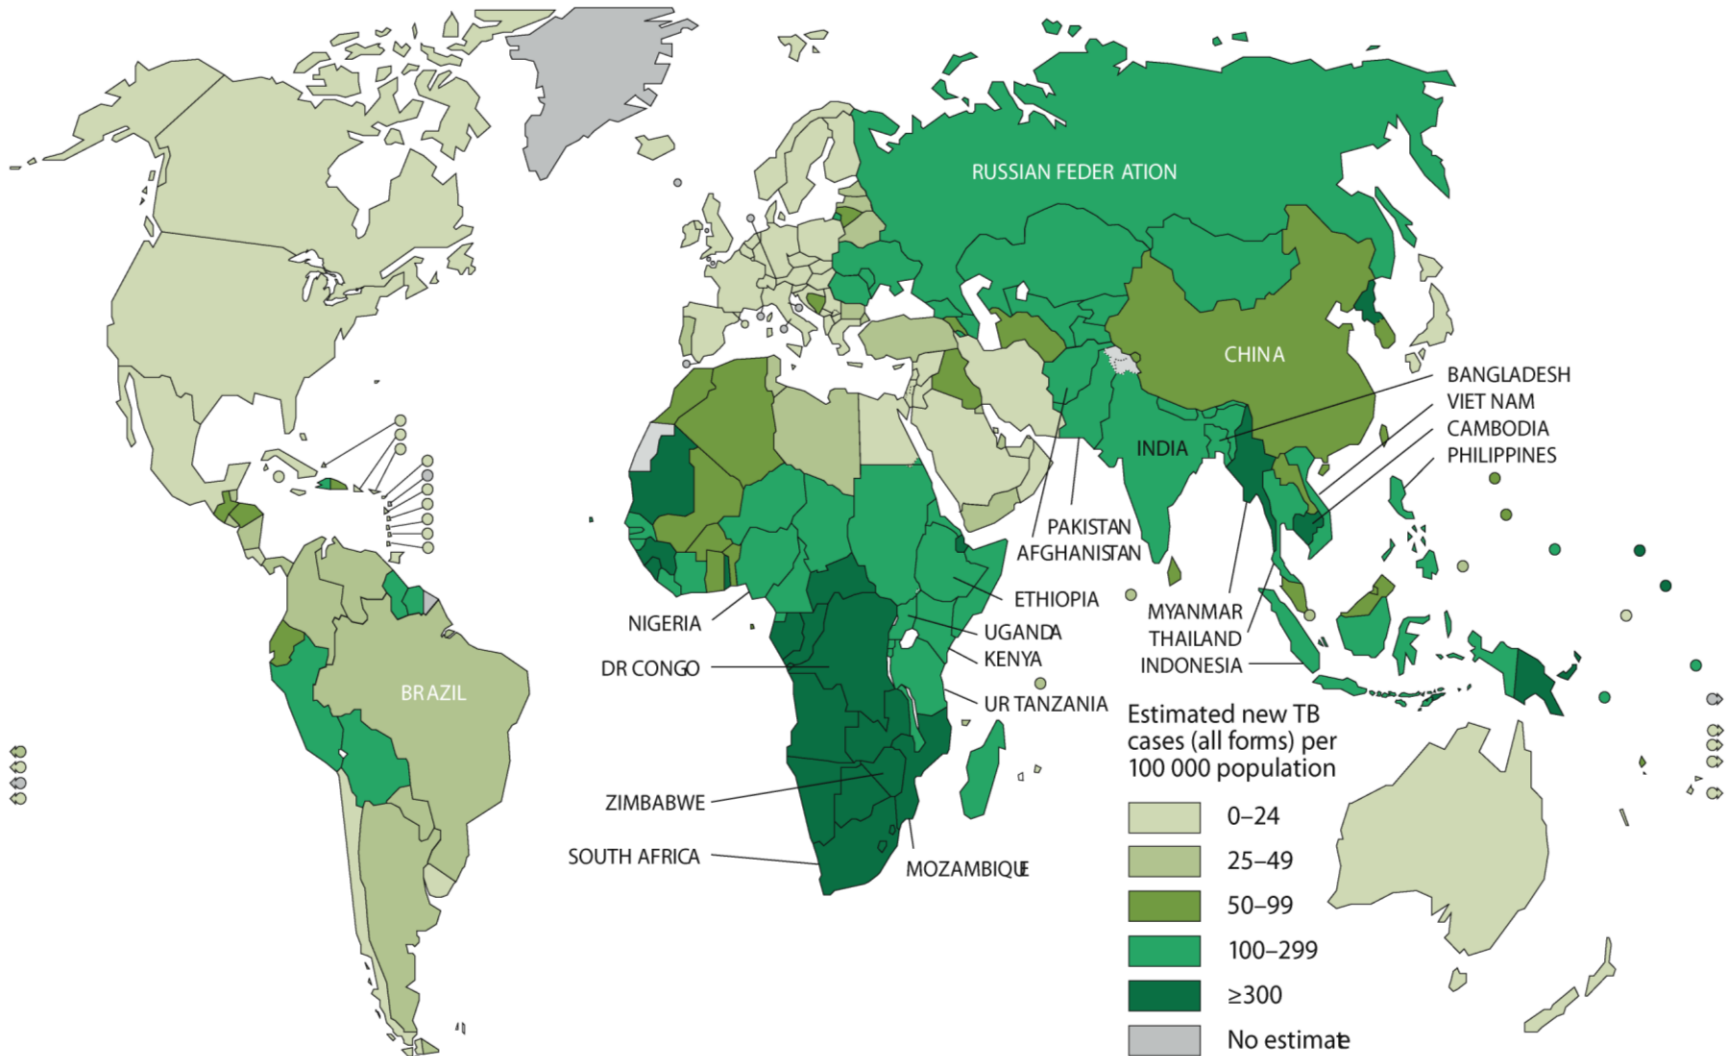 RUSSIAN FEDER ATION
CHINA
BANGLADESH
VIET NAM
CAMBODIA
PHILIPPINES
INDIA
PAKISTAN
AFGHANISTAN
ETHIOPIA
NIGERIA
UGANDA
KENYA
DR CONGO
UR TANZANIA
MYANMAR
THAILAND
INDONESIA
BRAZIL
ZIMBABWE
SOUTH AFRICA
MOZAMBIQUE
Estimated new TB
cases (all forms) per
100 000 population
0–24
25–49
50–99
100–299
≥300
No estimate